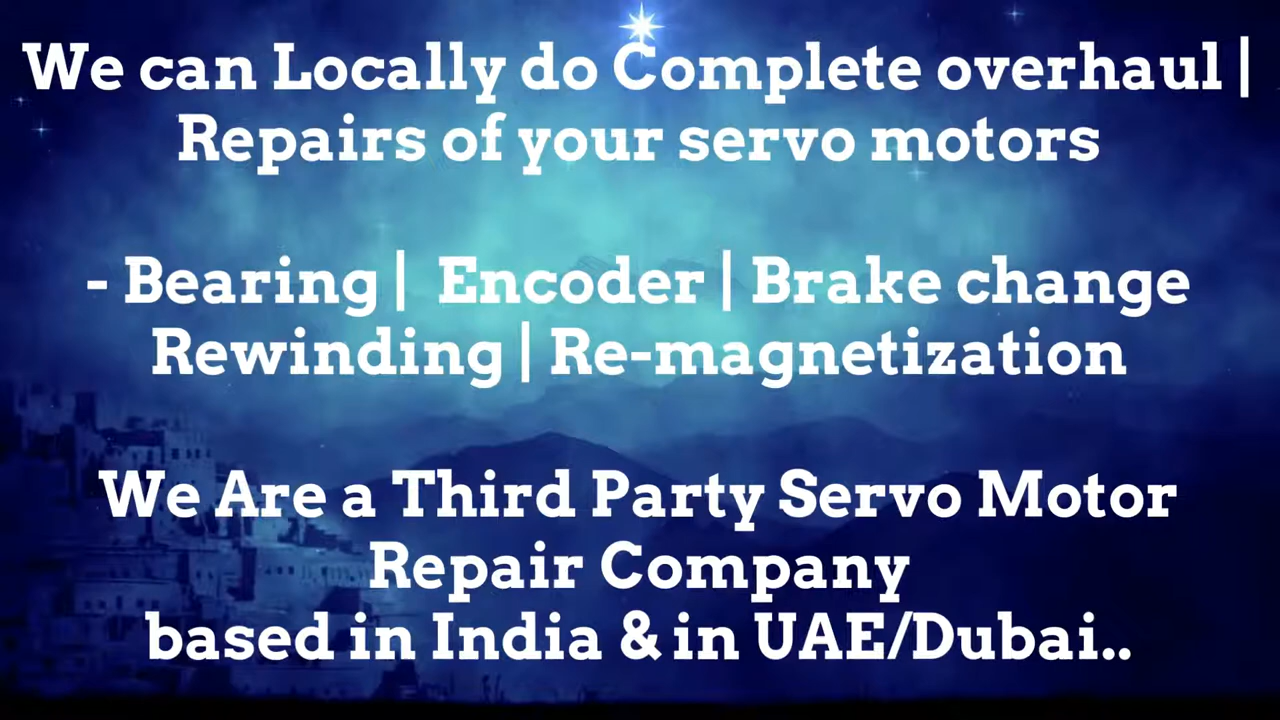 We can Locally do Complete overhaul |
Repairs of your servo motors
- Bearing | Encoder | Brake change
Rewinding | Re-magnetization
We Are a Third Party Servo Motor
Repair Company
based in India & in UAE/Dubai..